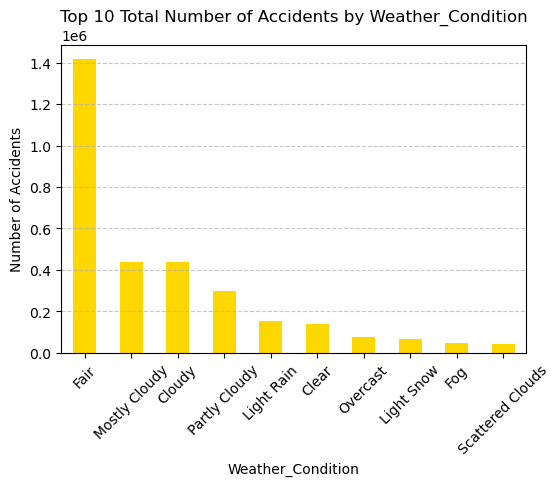 Top 10 Total Number of Accidents by Weather_Condition
1e6
1.4
1.2
1.0
0.8
0.6
0.4
0.2
0.0
Number of Accidents
Fair
Mostly Cloudy
Cloudy
Partly Cloudy
Light Rain
Clear
Overcast
Light Snow
Fog
Scattered Clouds
Weather_Condition